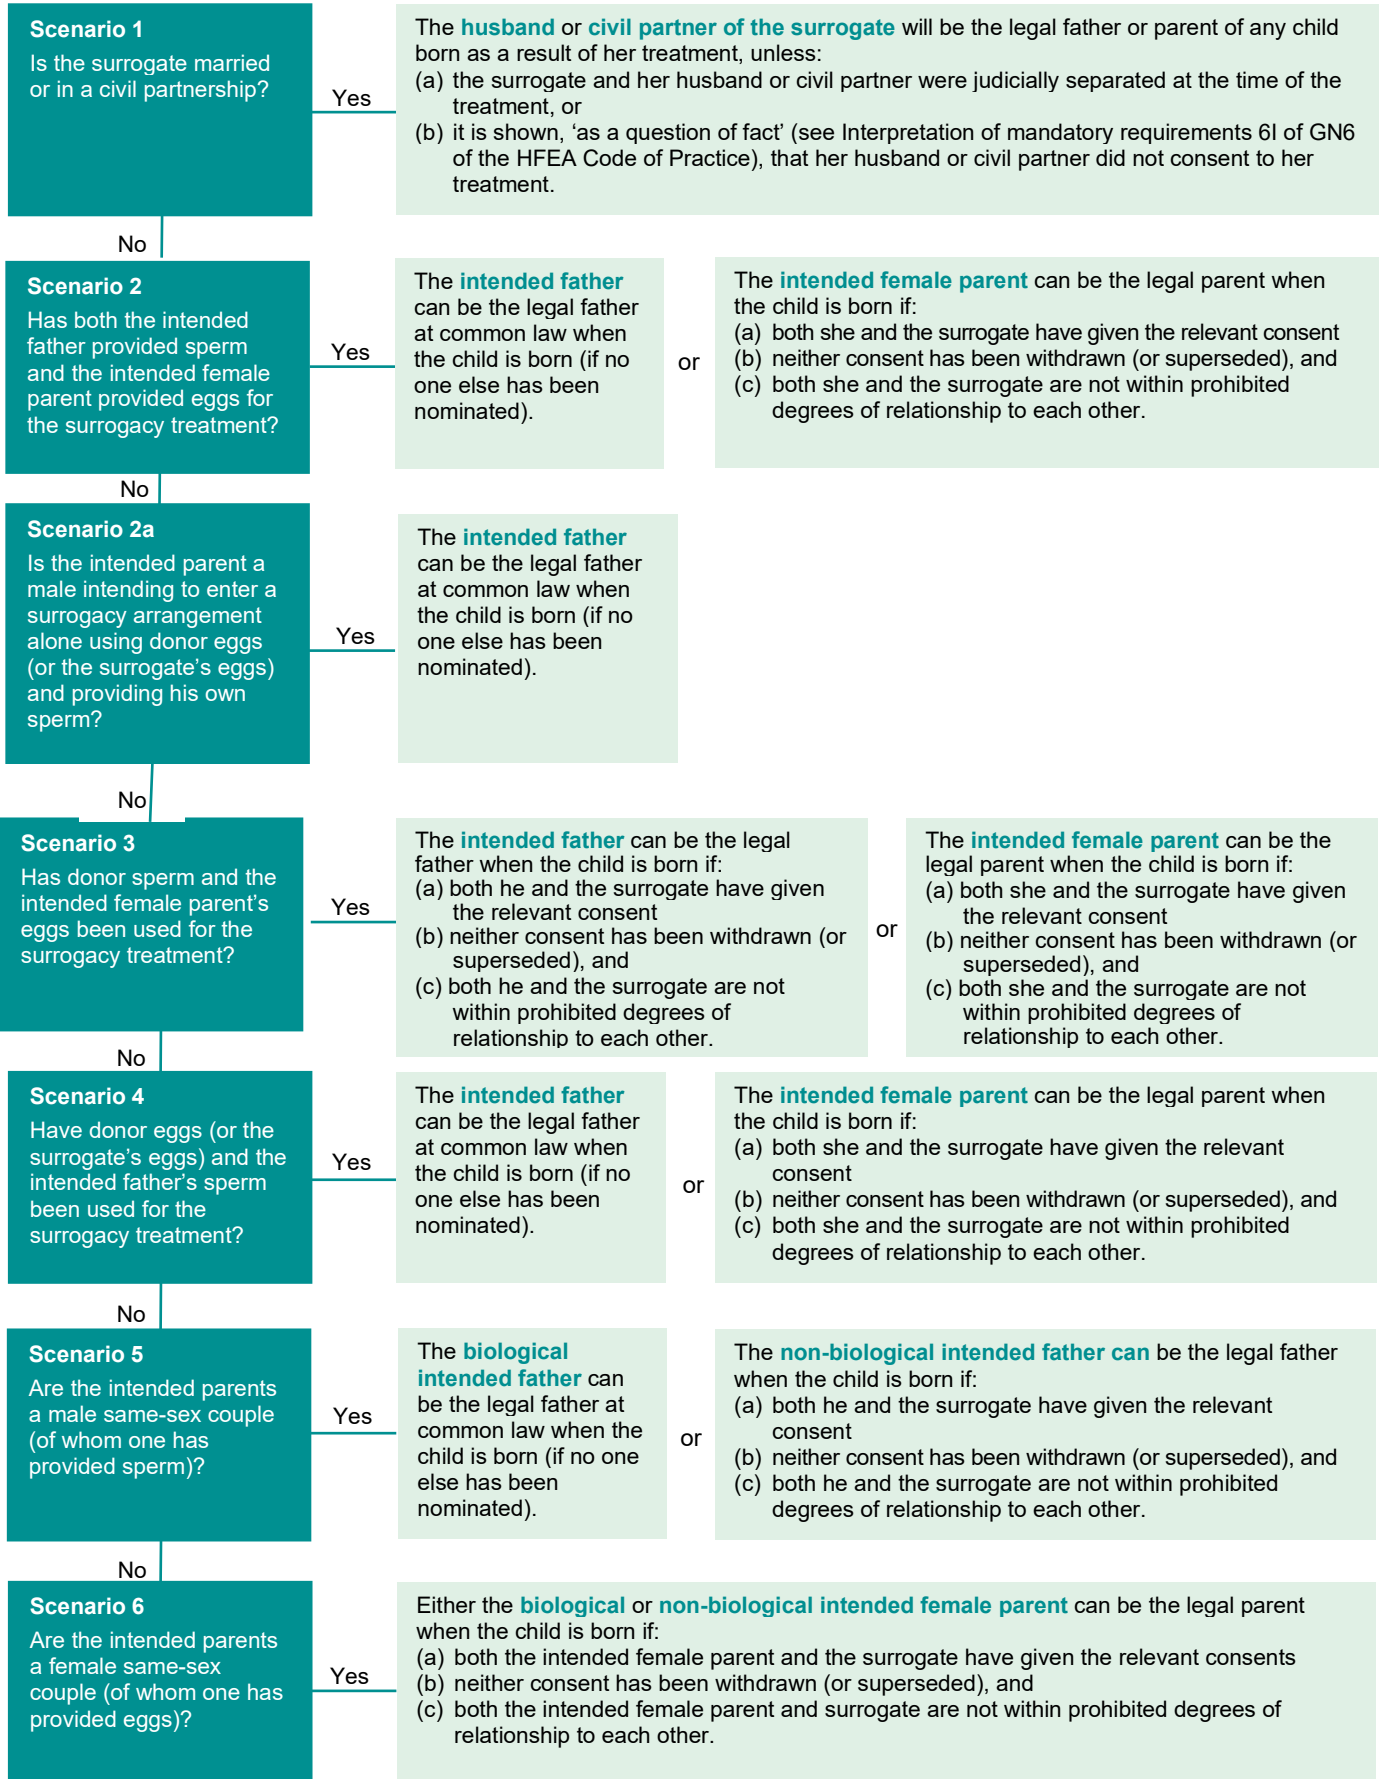 Scenario 1
Is the surrogate married
or in a civil partnership?
Yes
The husband or civil partner of the surrogate will be the legal father or parent of any child
born as a result of her treatment, unless:
(a) the surrogate and her husband or civil partner were judicially separated at the time of the
treatment, or
(b) it is shown, ‘as a question of fact’ (see Interpretation of mandatory requirements 6I of GN6
of the HFEA Code of Practice), that her husband or civil partner did not consent to her
treatment.
No
Scenario 2
Has both the intended
father provided sperm
and the intended female
parent provided eggs for
the surrogacy treatment?
Yes
The intended father
can be the legal father
at common law when
the child is born (if no
one else has been
nominated).
or
The intended female parent can be the legal parent when
the child is born if:
(a) both she and the surrogate have given the relevant consent
(b) neither consent has been withdrawn (or superseded), and
(c) both she and the surrogate are not within prohibited
degrees of relationship to each other.
No
Scenario 2a
Is the intended parent a
male intending to enter a
surrogacy arrangement
alone using donor eggs
(or the surrogate’s eggs)
and providing his own
sperm?
Yes
The intended father
can be the legal father
at common law when
the child is born (if no
one else has been
nominated).
No
Scenario 3
Has donor sperm and the
intended female parent’s
eggs been used for the
surrogacy treatment?
Yes
The intended father can be the legal
father when the child is born if:
(a) both he and the surrogate have given
the relevant consent
(b) neither consent has been withdrawn (or
superseded), and
(c) both he and the surrogate are not
within prohibited degrees of
relationship to each other.
or
The intended female parent can be the
legal parent when the child is born if:
(a) both she and the surrogate have given
the relevant consent
(b) neither consent has been withdrawn (or
superseded), and
(c) both she and the surrogate are not
within prohibited degrees of
relationship to each other.
No
Scenario 4
Have donor eggs (or the
surrogate’s eggs) and the
intended father’s sperm
been used for the
surrogacy treatment?
Yes
The intended father
can be the legal father
at common law when
the child is born (if no
one else has been
nominated).
or
The intended female parent can be the legal parent when
the child is born if:
(a) both she and the surrogate have given the relevant
consent
(b) neither consent has been withdrawn (or superseded), and
(c) both she and the surrogate are not within prohibited
degrees of relationship to each other.
No
Scenario 5
Are the intended parents
a male same-sex couple
(of whom one has
provided sperm)?
Yes
The biological
intended father can
be the legal father at
common law when the
child is born (if no one
else has been
nominated).
or
The non-biological intended father can be the legal father
when the child is born if:
(a) both he and the surrogate have given the relevant
consent
(b) neither consent has been withdrawn (or superseded), and
(c) both he and the surrogate are not within prohibited
degrees of relationship to each other.
No
Scenario 6
Are the intended parents
a female same-sex
couple (of whom one has
provided eggs)?
Yes
Either the biological or non-biological intended female parent can be the legal parent
when the child is born if:
(a) both the intended female parent and the surrogate have given the relevant consents
(b) neither consent has been withdrawn (or superseded), and
(c) both the intended female parent and surrogate are not within prohibited degrees of
relationship to each other.